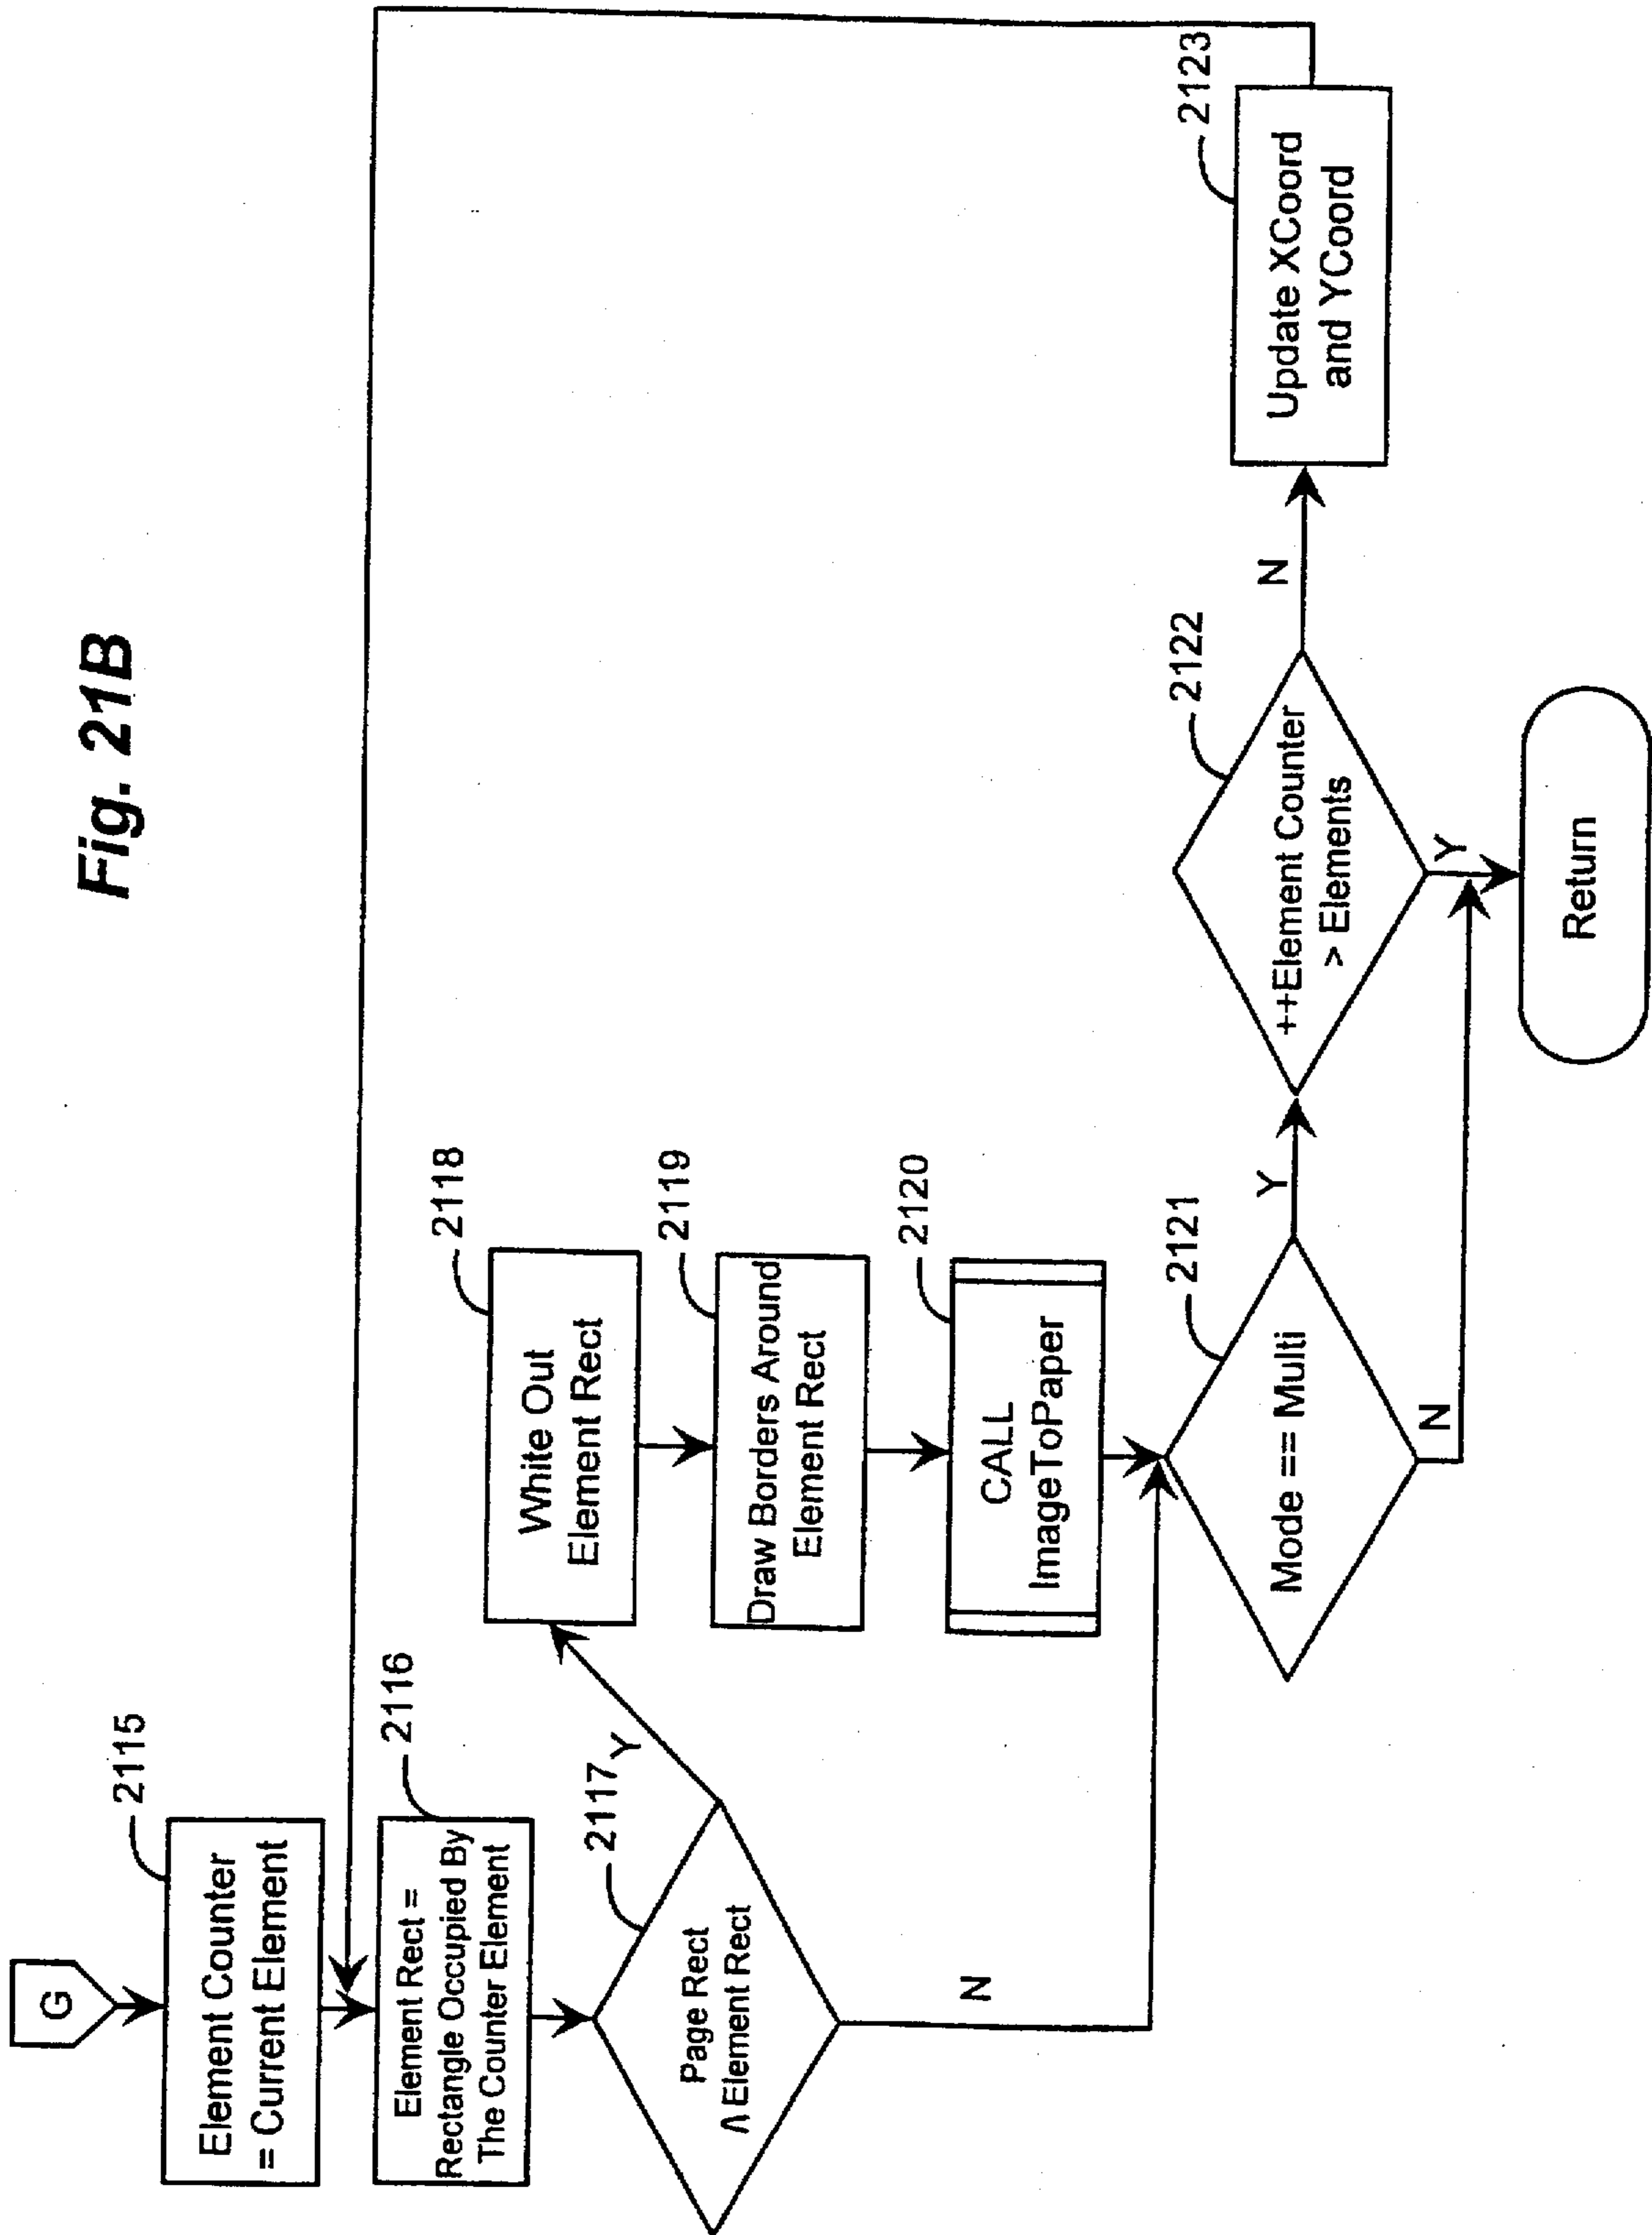 Fig. 21B
G
2115
Element Counter
= Current Element
2116
Element Rect =
Rectangle Occupied By
The Counter Element
2117
Page Rect
∩ Element Rect
Y
N
2118
White Out
Element Rect
2119
Draw Borders Around
Element Rect
2120
CALL
ImageToPaper
2121
Mode == Multi
Y
N
2122
++Element Counter
> Elements
N
Y
2123
Update XCoord
and YCoord
Return